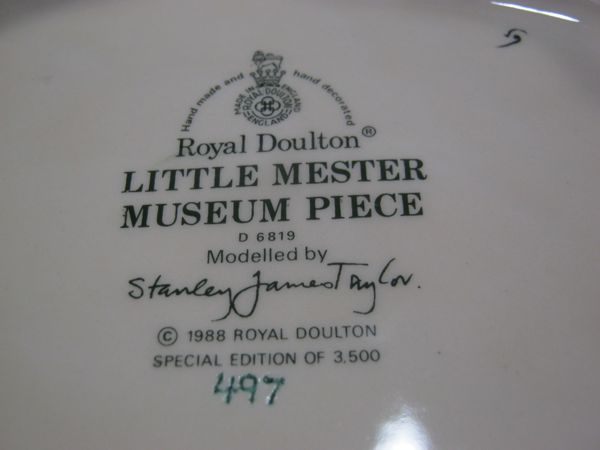 Hand made and hand decorated
MADE IN ENGLAND
ROYAL DOULTON
ENGLAND
Royal Doulton®
LITTLE MESTER
MUSEUM PIECE
D 6819
Modelled by
Stanley James Taylor.
© 1988 ROYAL DOULTON
SPECIAL EDITION OF 3,500
497